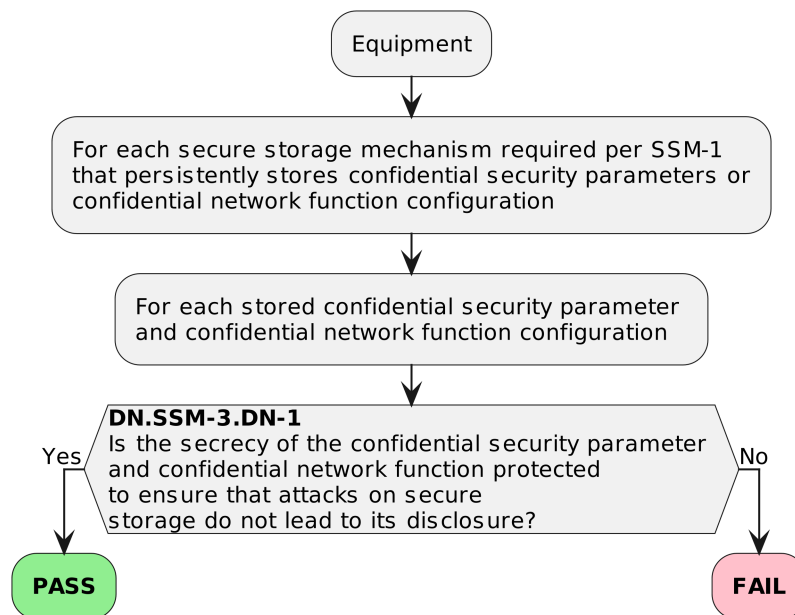 Equipment
For each secure storage mechanism required per SSM-1
that persistently stores confidential security parameters or
confidential network function configuration
For each stored confidential security parameter
and confidential network function configuration
DN.SSM-3.DN-1
Is the secrecy of the confidential security parameter
and confidential network function protected
to ensure that attacks on secure
storage do not lead to its disclosure?
Yes
No
PASS
FAIL